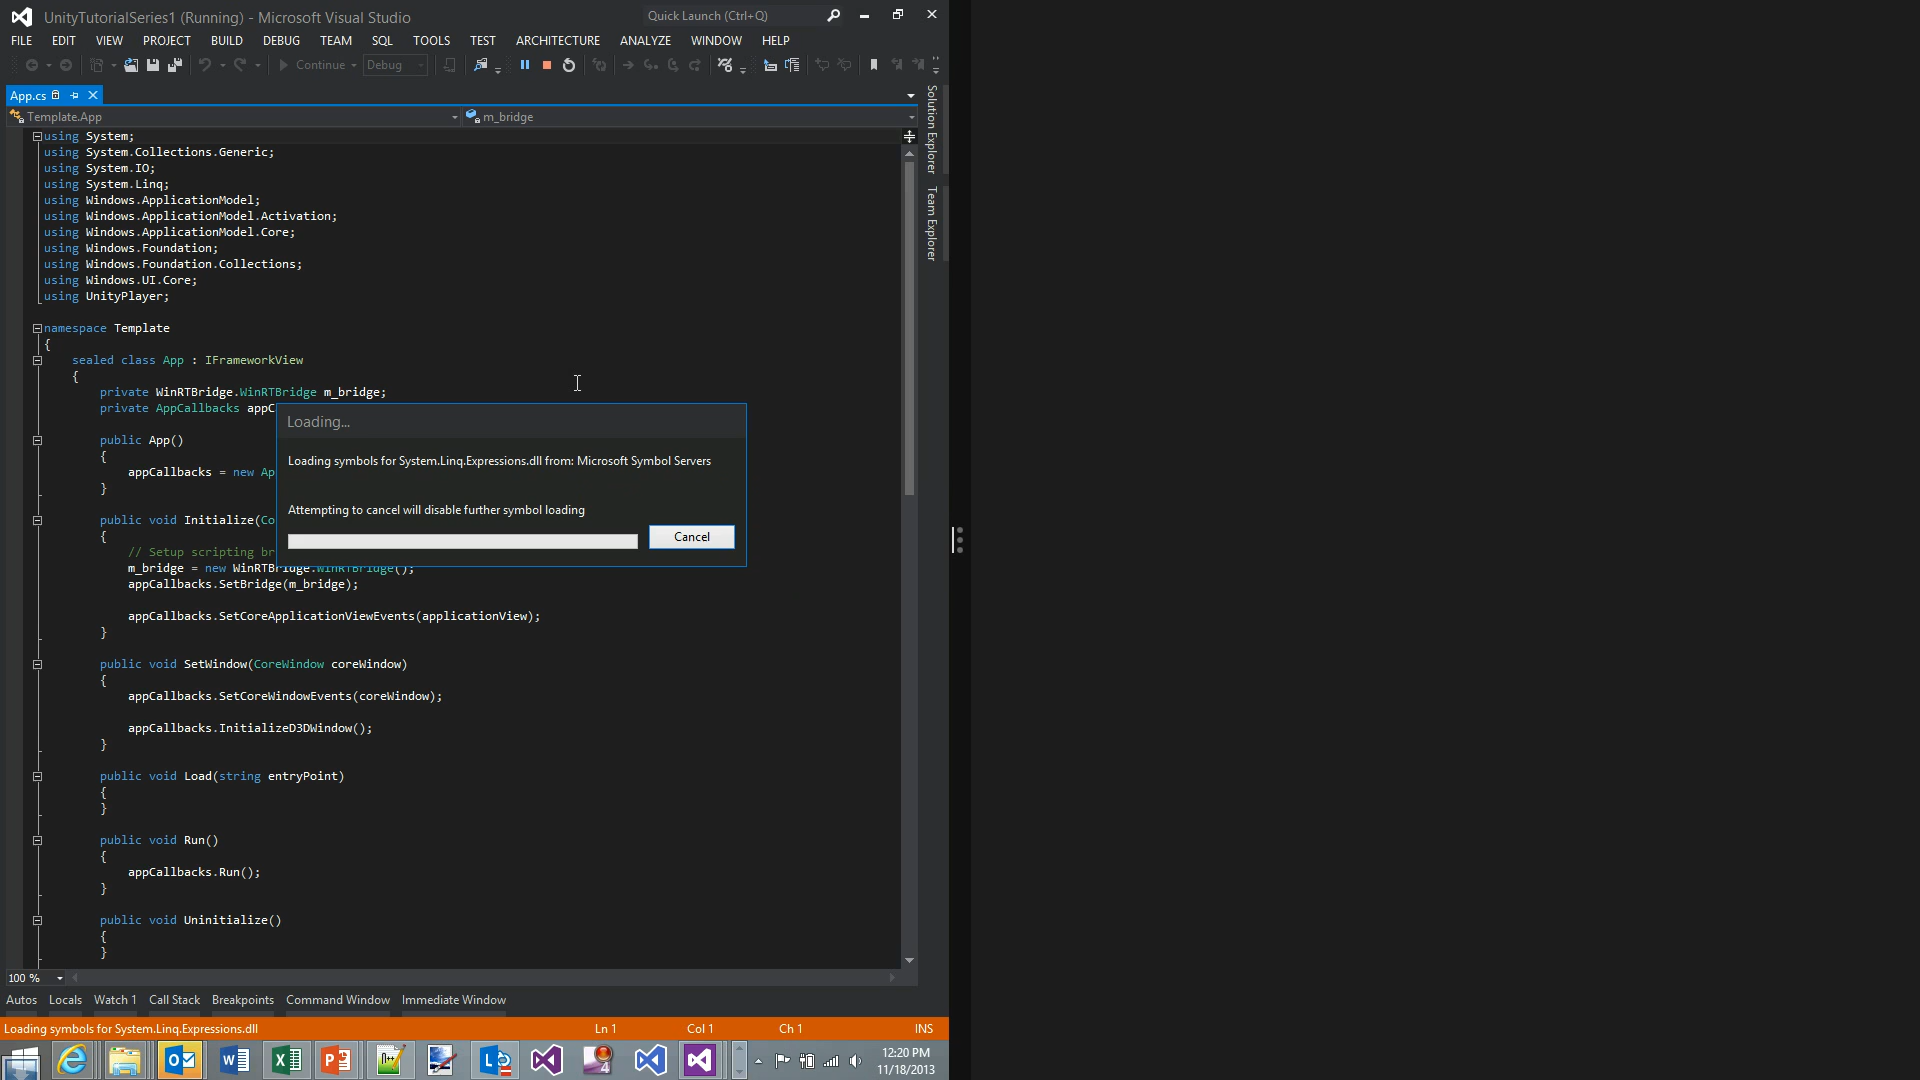 UnityTutorialSeries1 (Running) - Microsoft Visual Studio
Quick Launch (Ctrl+Q)
FILE EDIT VIEW PROJECT BUILD DEBUG TEAM SQL TOOLS TEST ARCHITECTURE ANALYZE WINDOW HELP
Continue Debug
App.cs
Template.App
m_bridge
Solution Explorer
Team Explorer
using System;
using System.Collections.Generic;
using System.IO;
using System.Linq;
using Windows.ApplicationModel;
using Windows.ApplicationModel.Activation;
using Windows.ApplicationModel.Core;
using Windows.Foundation;
using Windows.Foundation.Collections;
using Windows.UI.Core;
using UnityPlayer;
namespace Template
{
sealed class App : IFrameworkView
{
private WinRTBridge.WinRTBridge m_bridge;
private AppCallbacks appC
public App()
{
appCallbacks = new Ap
}
public void Initialize(Co
{
// Setup scripting br
m_bridge = new WinRTBridge.WinRTBridge();
appCallbacks.SetBridge(m_bridge);
appCallbacks.SetCoreApplicationViewEvents(applicationView);
}
public void SetWindow(CoreWindow coreWindow)
{
appCallbacks.SetCoreWindowEvents(coreWindow);
appCallbacks.InitializeD3DWindow();
}
public void Load(string entryPoint)
{
}
public void Run()
{
appCallbacks.Run();
}
public void Uninitialize()
{
}
Loading...
Loading symbols for System.Linq.Expressions.dll from: Microsoft Symbol Servers
Attempting to cancel will disable further symbol loading
Cancel
100 %
Autos Locals Watch 1 Call Stack Breakpoints Command Window Immediate Window
Loading symbols for System.Linq.Expressions.dll
Ln 1 Col 1 Ch 1 INS
12:20 PM
11/18/2013